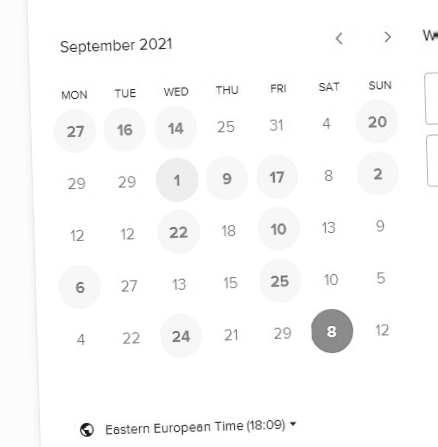 September 2021
W
MON TUE WED THU FRI SAT SUN
27 16 14 25 31 4 20
29 29 1 9 17 8 2
12 12 22 18 10 13 9
6 27 13 15 25 10 5
4 22 24 21 29 8 12
Eastern European Time (18:09)